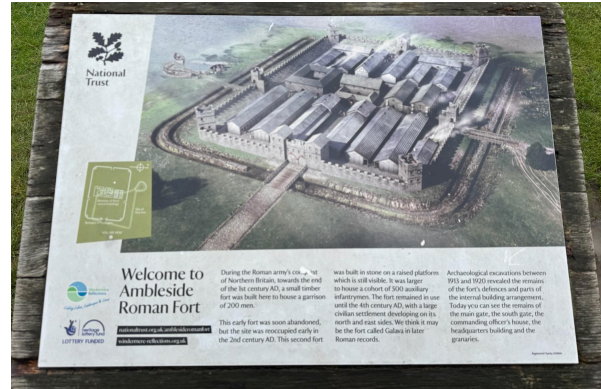 National
Trust
Welcome to
Ambleside
Roman Fort
nationaltrust.org.uk/amblesideromanfort
windermere-reflections.org.uk
LOTTERY FUNDED
During the Roman army's conquest
of Northern Britain, towards the end
of the 1st century AD, a small timber
fort was built here to house a garrison
of 200 men.
This early fort was soon abandoned,
but the site was reoccupied early in
the 2nd century AD. This second fort
was built in stone on a raised platform
which is still visible. It was larger
to house a cohort of 500 auxiliary
infantrymen. The fort remained in use
until the 4th century AD, with a large
civilian settlement developing on its
north and east sides. We think it may
be the fort called Galava in later
Roman records.
Archaeological excavations between
1913 and 1920 revealed the remains
of the fort's defences and parts of
the internal building arrangement.
Today you can see the remains of
the main gate, the south gate, the
commanding officer's house, the
headquarters building and the
granaries.